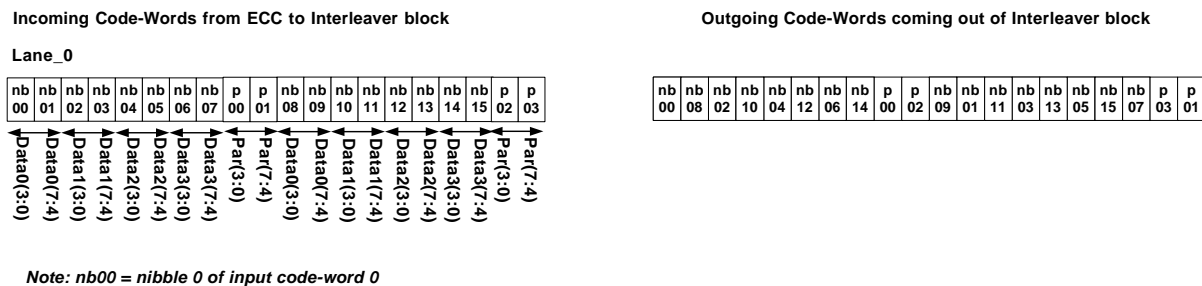 Incoming Code-Words from ECC to Interleaver block
Outgoing Code-Words coming out of Interleaver block
Lane_0
nb 00 nb 01 nb 02 nb 03 nb 04 nb 05 nb 06 nb 07 p 00 p 01 nb 08 nb 09 nb 10 nb 11 nb 12 nb 13 nb 14 nb 15 p 02 p 03
nb 00 nb 08 nb 02 nb 10 nb 04 nb 12 nb 06 nb 14 p 00 p 02 nb 09 nb 01 nb 11 nb 03 nb 13 nb 05 nb 15 nb 07 p 03 p 01
Data0(3:0)
Data0(7:4)
Data1(3:0)
Data1(7:4)
Data2(3:0)
Data2(7:4)
Data3(3:0)
Data3(7:4)
Par(3:0)
Par(7:4)
Data0(3:0)
Data0(7:4)
Data1(3:0)
Data1(7:4)
Data2(3:0)
Data2(7:4)
Data3(3:0)
Data3(7:4)
Par(3:0)
Par(7:4)
Note: nb00 = nibble 0 of input code-word 0